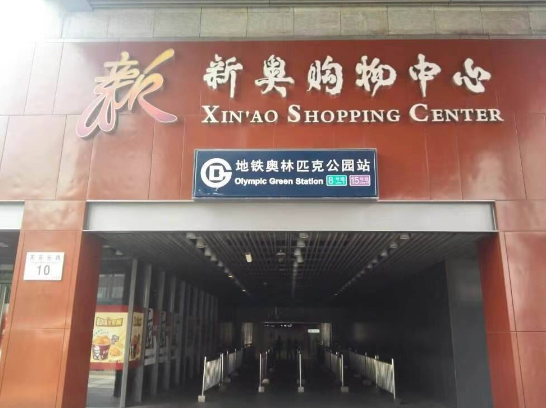 新 新奥购物中心
XIN'AO SHOPPING CENTER
地铁奥林匹克公园站
Olympic Green Station 8 15
10